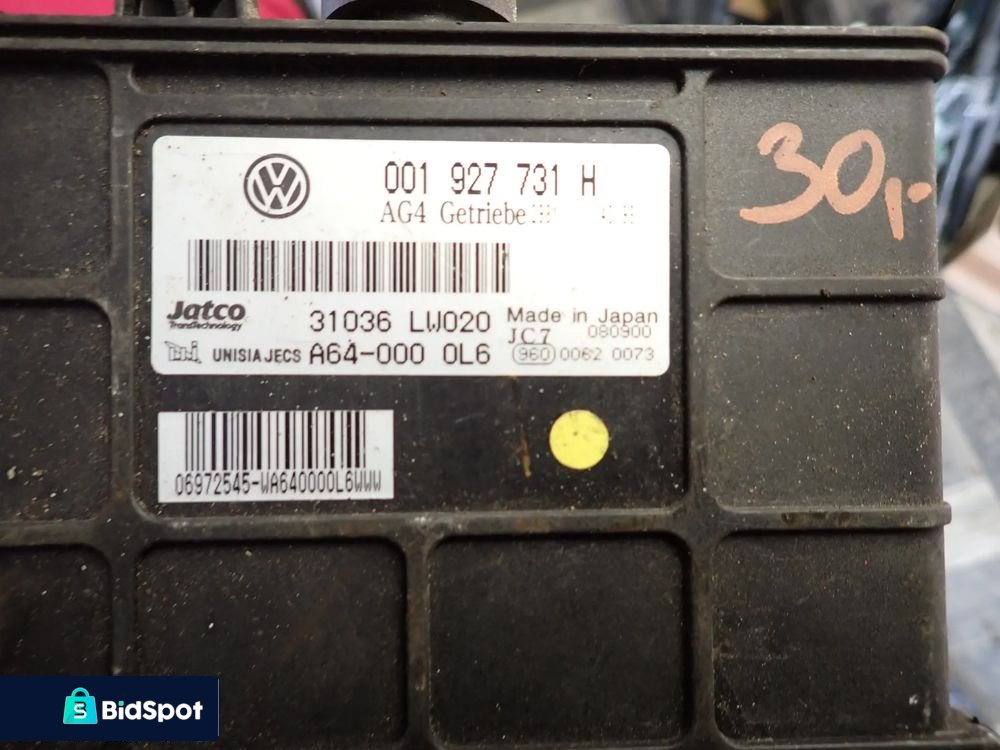 30,-
001 927 731 H
AG4 Getriebe
Jatco
TransTechnology
31036 LW020
Made in Japan
JC7
080900
UNISIA JECS A64-000 0L6
960 0062 0073
06972545-WA640000L6WWW
BidSpot